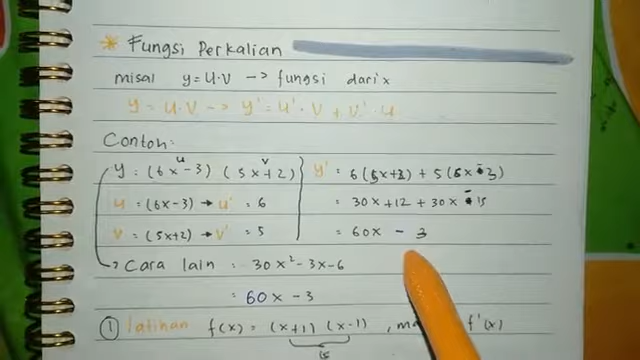 * Fungsi Perkalian
misal y = u.v -> fungsi dari x
y = u.v -> y' = u'. v + v'. u
Contoh:
y = (6x - 3) (5x + 2)
u v
u = (6x-3) → u' = 6
v = (5x+2) → v' = 5
y' = 6(5x+2) + 5(6x-3)
= 30x + 12 + 30x - 15
= 60x - 3
Cara lain = 30x² - 3x - 6
= 60x - 3
① latihan f(x) = (x+1) (x-1) , f'(x)